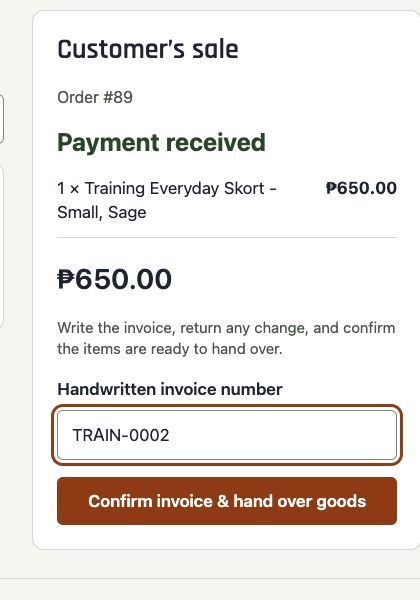 Customer's sale
Order #89
Payment received
1 × Training Everyday Skort - ₱650.00
Small, Sage
₱650.00
Write the invoice, return any change, and confirm
the items are ready to hand over.
Handwritten invoice number
TRAIN-0002
Confirm invoice & hand over goods